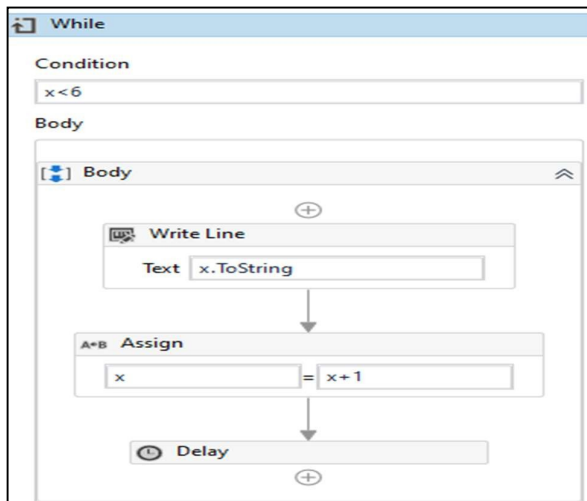 While
Condition
x<6
Body
Body
Write Line
Text x.ToString
A+B Assign
x = x+1
Delay